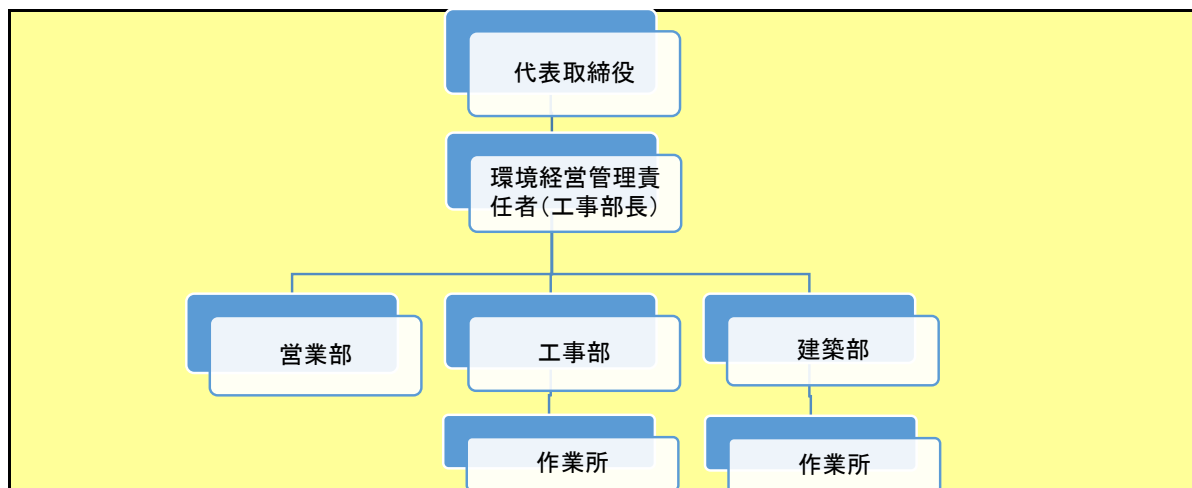 代表取締役
環境経営管理責
任者(工事部長)
営業部
工事部
建築部
作業所
作業所